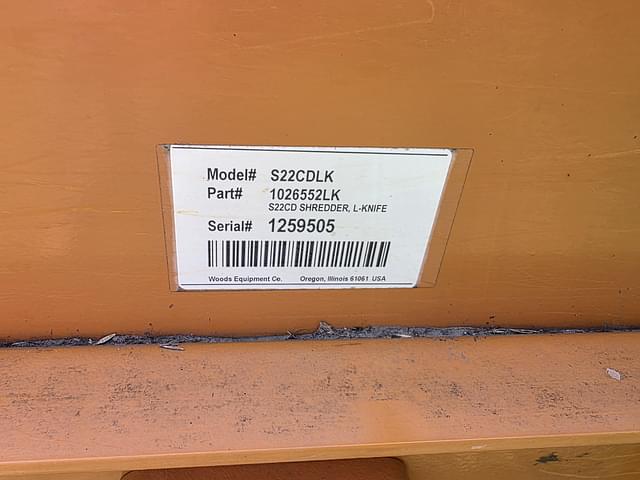 Model# S22CDLK
Part# 1026552LK
S22CD SHREDDER, L-KNIFE
Serial# 1259505
Woods Equipment Co. Oregon, Illinois 61061 USA